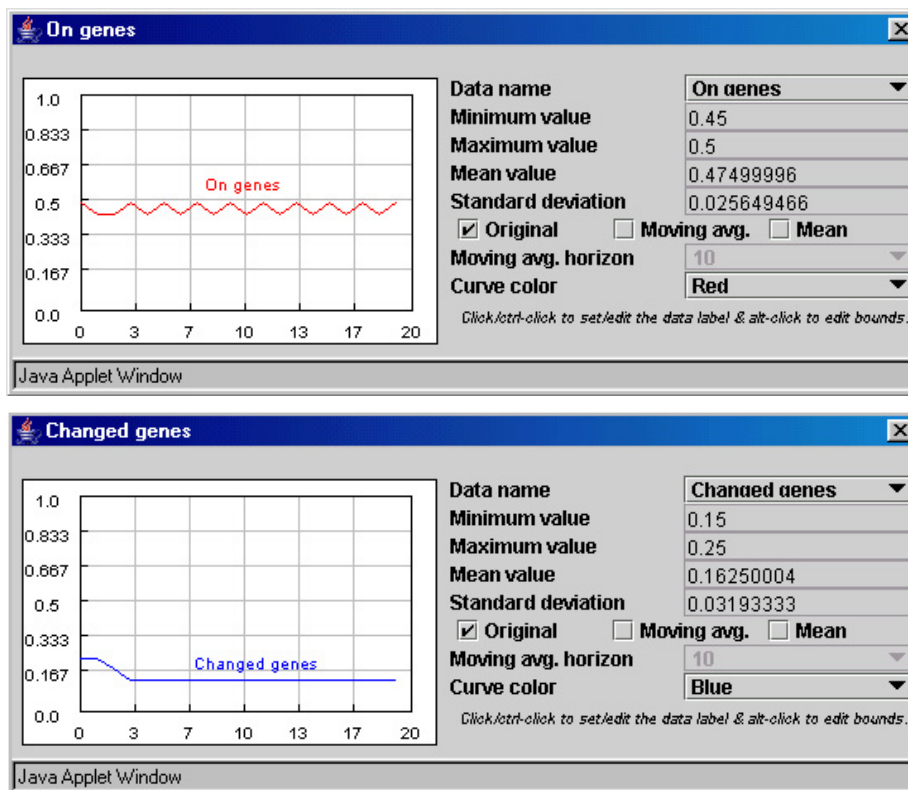 On genes
1.0
0.833
0.667
0.5
0.333
0.167
0.0
0 3 7 10 13 17 20
On genes
Data name On genes
Minimum value 0.45
Maximum value 0.5
Mean value 0.47499996
Standard deviation 0.025649466
Original Moving avg. Mean
Moving avg. horizon 10
Curve color Red
Click/ctrl-click to set/edit the data label & alt-click to edit bounds.
Java Applet Window
Changed genes
1.0
0.833
0.667
0.5
0.333
0.167
0.0
0 3 7 10 13 17 20
Changed genes
Data name Changed genes
Minimum value 0.15
Maximum value 0.25
Mean value 0.16250004
Standard deviation 0.03193333
Original Moving avg. Mean
Moving avg. horizon 10
Curve color Blue
Click/ctrl-click to set/edit the data label & alt-click to edit bounds.
Java Applet Window